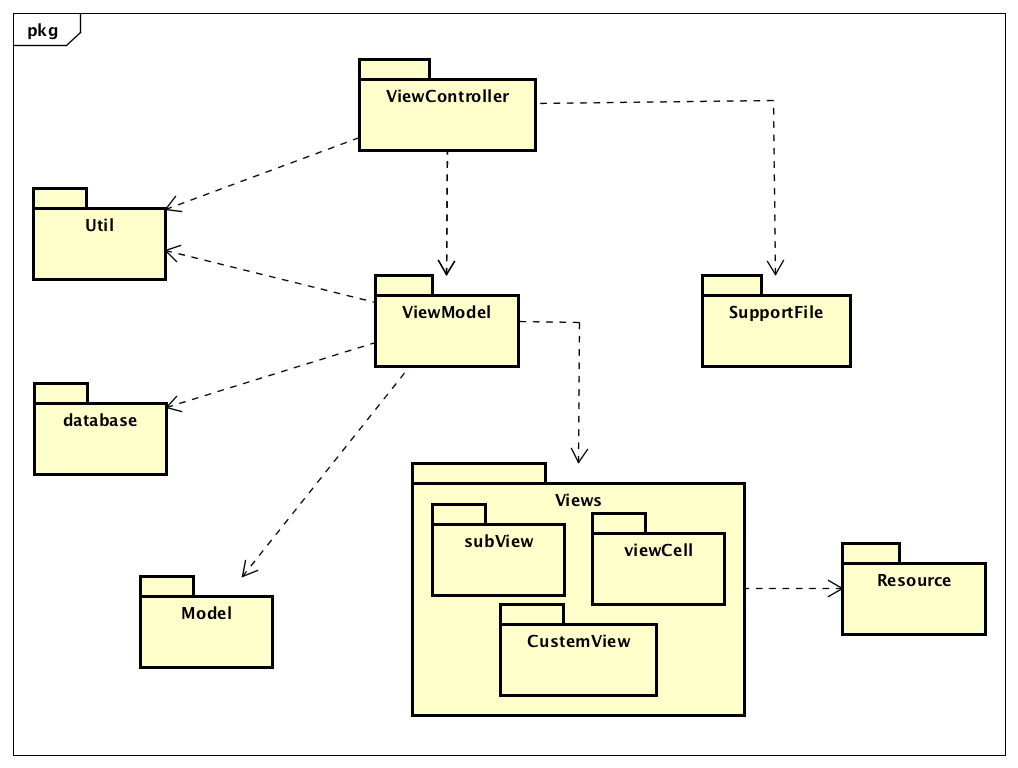 pkg
ViewController
Util
ViewModel
SupportFile
database
Views
subView
viewCell
Resource
Model
CustemView